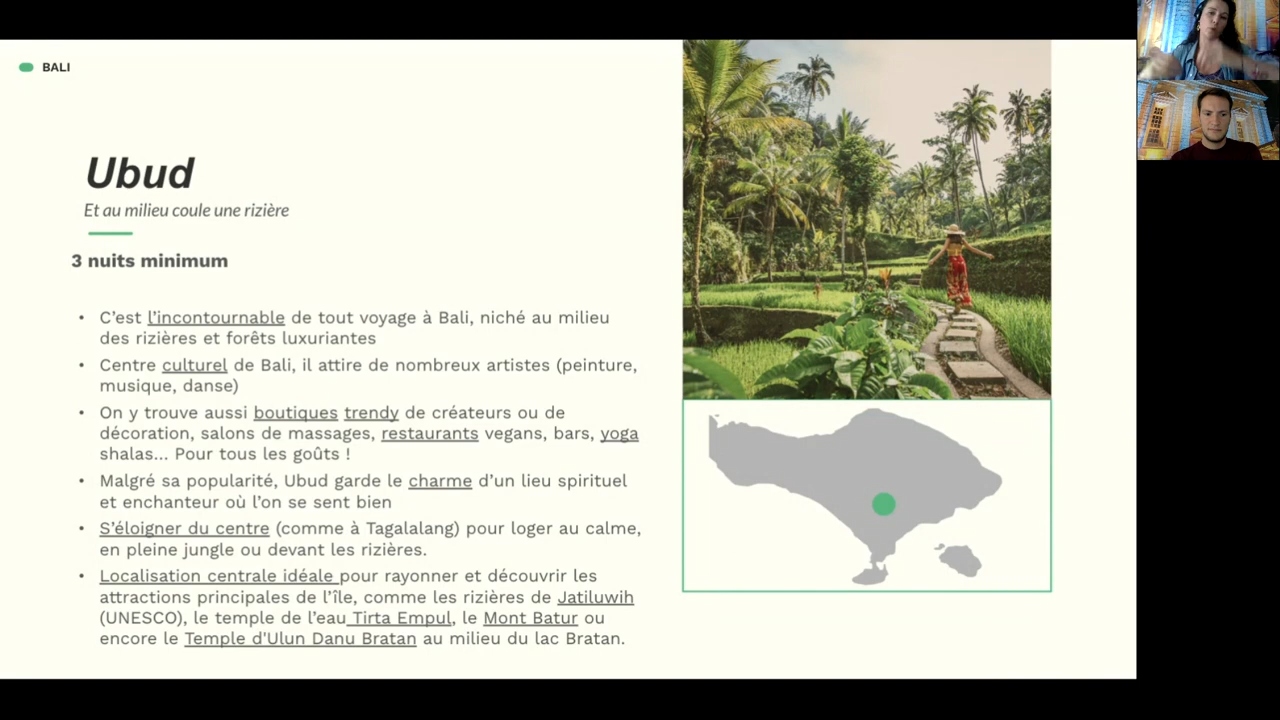 BALI
Ubud
Et au milieu coule une rizière
3 nuits minimum
• C’est l’incontournable de tout voyage à Bali, niché au milieu
des rizières et forêts luxuriantes
• Centre culturel de Bali, il attire de nombreux artistes (peinture,
musique, danse)
• On y trouve aussi boutiques trendy de créateurs ou de
décoration, salons de massages, restaurants vegans, bars, yoga
shalas... Pour tous les goûts !
• Malgré sa popularité, Ubud garde le charme d’un lieu spirituel
et enchanteur où l’on se sent bien
• S’éloigner du centre (comme à Tagalalang) pour loger au calme,
en pleine jungle ou devant les rizières.
• Localisation centrale idéale pour rayonner et découvrir les
attractions principales de l’île, comme les rizières de Jatiluwih
(UNESCO), le temple de l’eau Tirta Empul, le Mont Batur ou
encore le Temple d'Ulun Danu Bratan au milieu du lac Bratan.